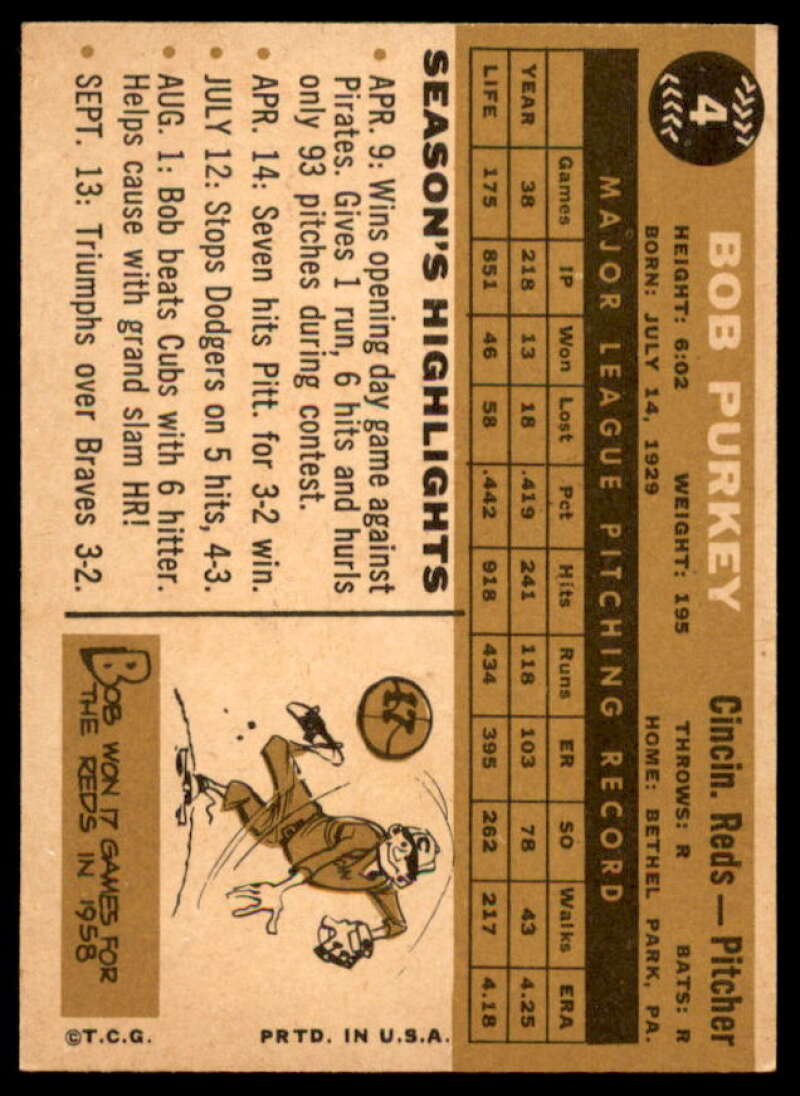 4
BOB PURKEY Cincin. Reds — Pitcher
HEIGHT: 6:02 WEIGHT: 195 THROWS: R BATS: R
BORN: JULY 14, 1929 HOME: BETHEL PARK, PA.
MAJOR LEAGUE PITCHING RECORD
Games IP Won Lost Pct Hits Runs ER SO Walks ERA
YEAR 38 218 13 18 .419 241 118 103 78 43 4.25
LIFE 175 851 46 58 .442 918 434 395 262 217 4.18
SEASON'S HIGHLIGHTS
• APR. 9: Wins opening day game against
Pirates. Gives 1 run, 6 hits and hurls
only 93 pitches during contest.
• APR. 14: Seven hits Pitt. for 3-2 win.
• JULY 12: Stops Dodgers on 5 hits, 4-3.
• AUG. 1: Bob beats Cubs with 6 hitter.
Helps cause with grand slam HR!
• SEPT. 13: Triumphs over Braves 3-2.
17
C
BOB WON 17 GAMES FOR
THE REDS IN 1958
©T.C.G. PRTD. IN U.S.A.